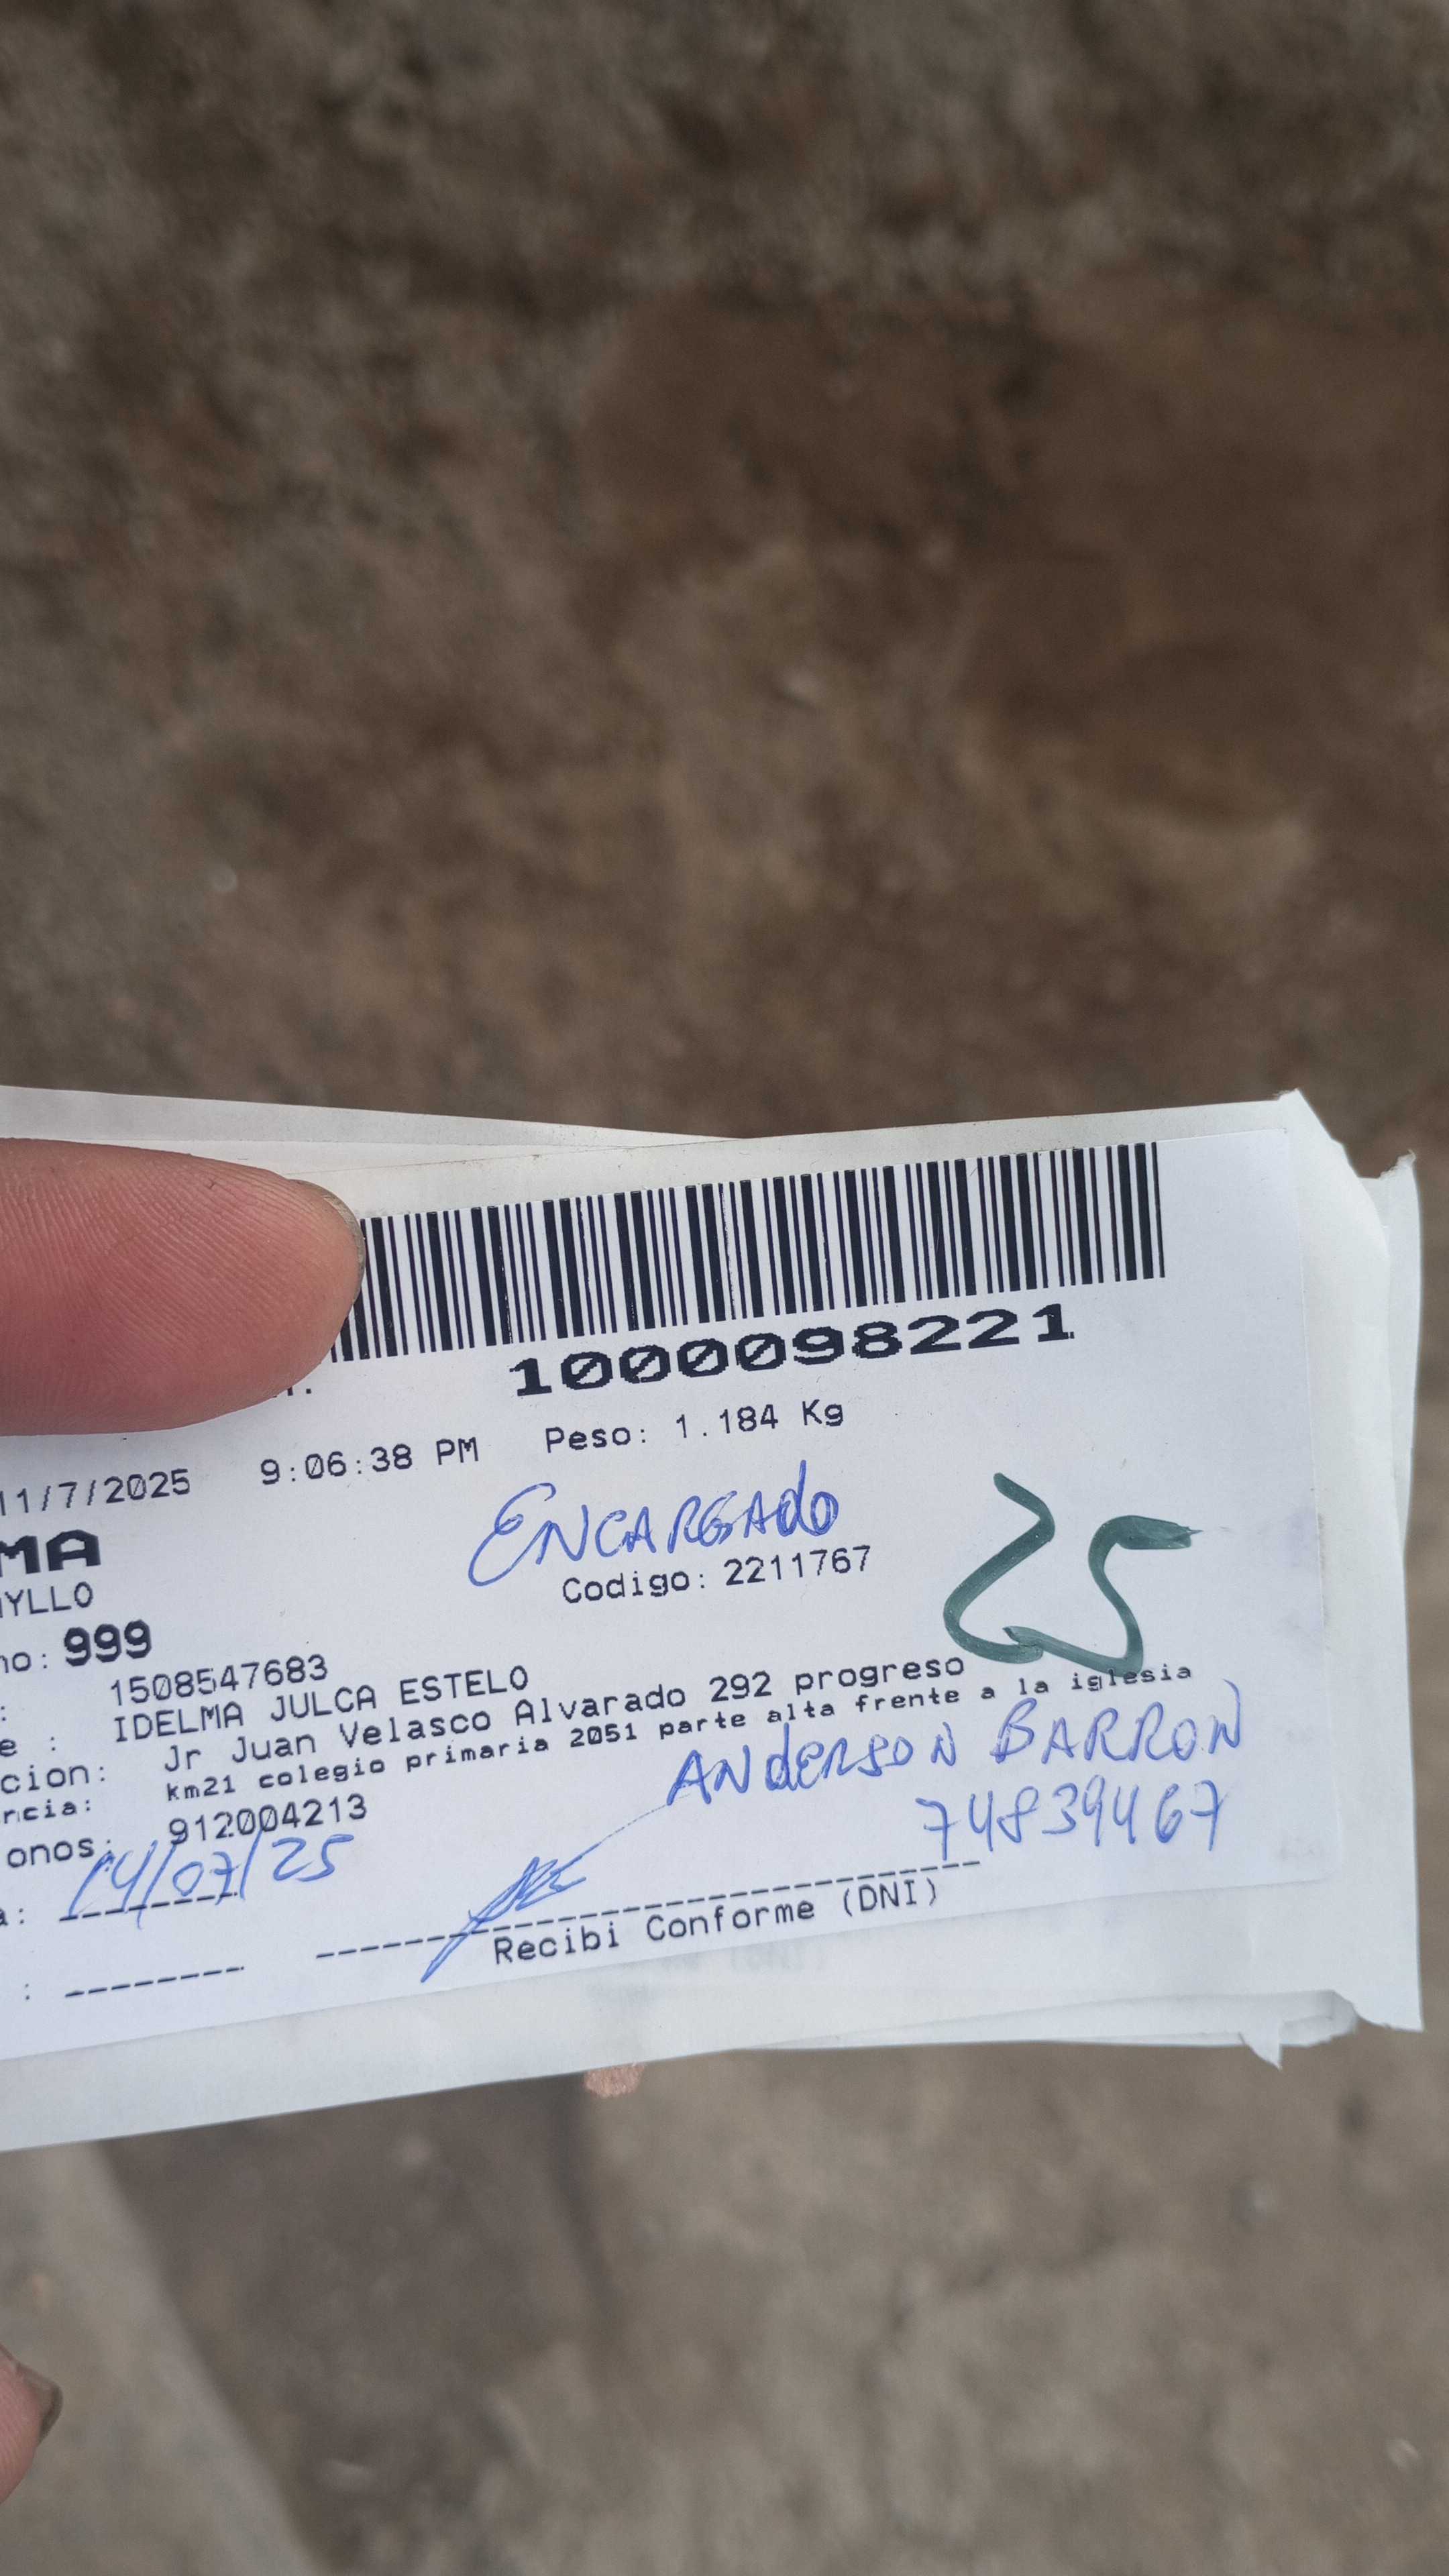 1000098221
11/7/2025 9:06:38 PM Peso: 1.184 Kg
MA
ENCARGADO
YLLO Codigo: 2211767
25
no: 999
: 1508547683
e : IDELMA JULCA ESTELO
cion: Jr Juan Velasco Alvarado 292 progreso
ncia: km21 colegio primaria 2051 parte alta frente a la iglesia
onos: 912004213
ANdERSON BARRON
74839467
a: 14/07/25
Recibi Conforme (DNI)